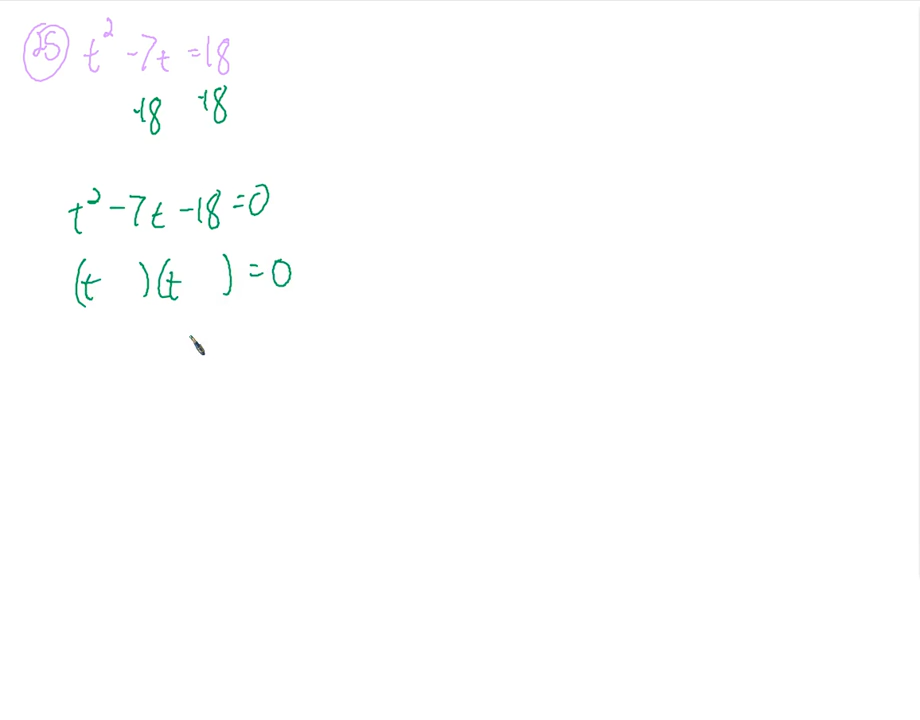 25 t² -7t =18
-18 -18
t² -7t -18 =0
(t )(t ) =0